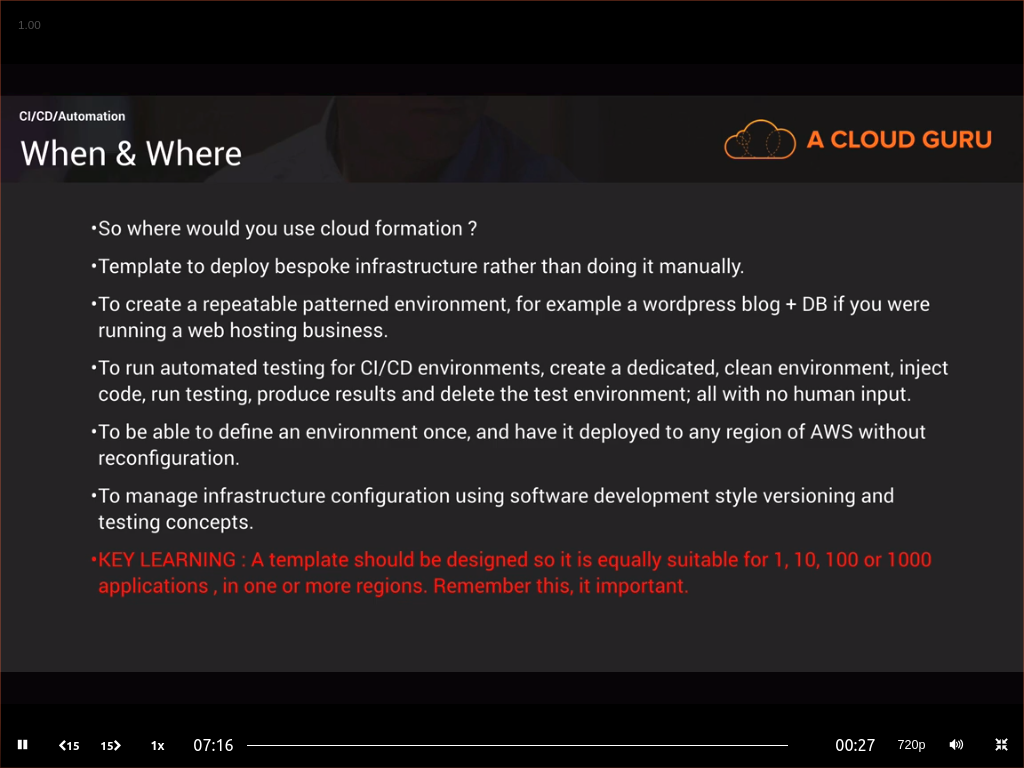 1.00
CI/CD/Automation
When & Where
A CLOUD GURU
•So where would you use cloud formation ?
•Template to deploy bespoke infrastructure rather than doing it manually.
•To create a repeatable patterned environment, for example a wordpress blog + DB if you were
running a web hosting business.
•To run automated testing for CI/CD environments, create a dedicated, clean environment, inject
code, run testing, produce results and delete the test environment; all with no human input.
•To be able to define an environment once, and have it deployed to any region of AWS without
reconfiguration.
•To manage infrastructure configuration using software development style versioning and
testing concepts.
•KEY LEARNING : A template should be designed so it is equally suitable for 1, 10, 100 or 1000
applications , in one or more regions. Remember this, it important.
15 15 1x 07:16 00:27 720p